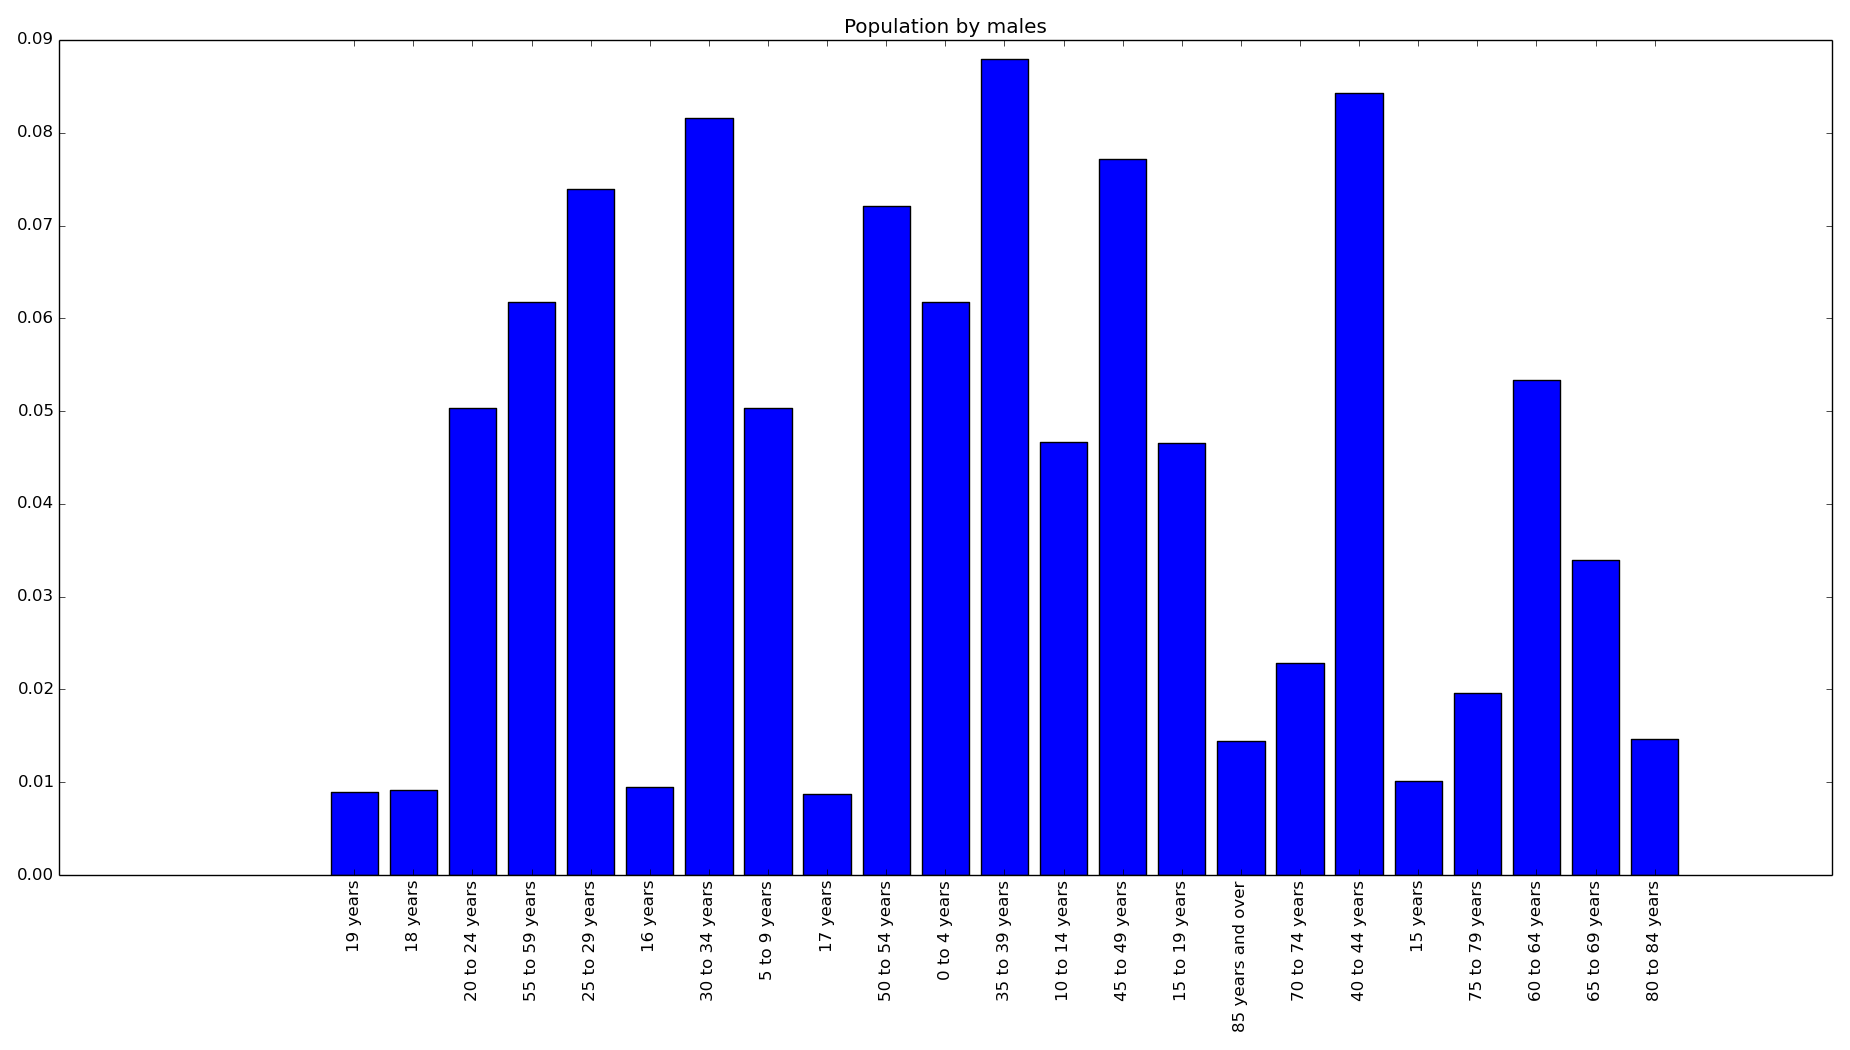 Population by males
0.09
0.08
0.07
0.06
0.05
0.04
0.03
0.02
0.01
0.00
19 years
18 years
20 to 24 years
55 to 59 years
25 to 29 years
16 years
30 to 34 years
5 to 9 years
17 years
50 to 54 years
0 to 4 years
35 to 39 years
10 to 14 years
45 to 49 years
15 to 19 years
85 years and over
70 to 74 years
40 to 44 years
15 years
75 to 79 years
60 to 64 years
65 to 69 years
80 to 84 years